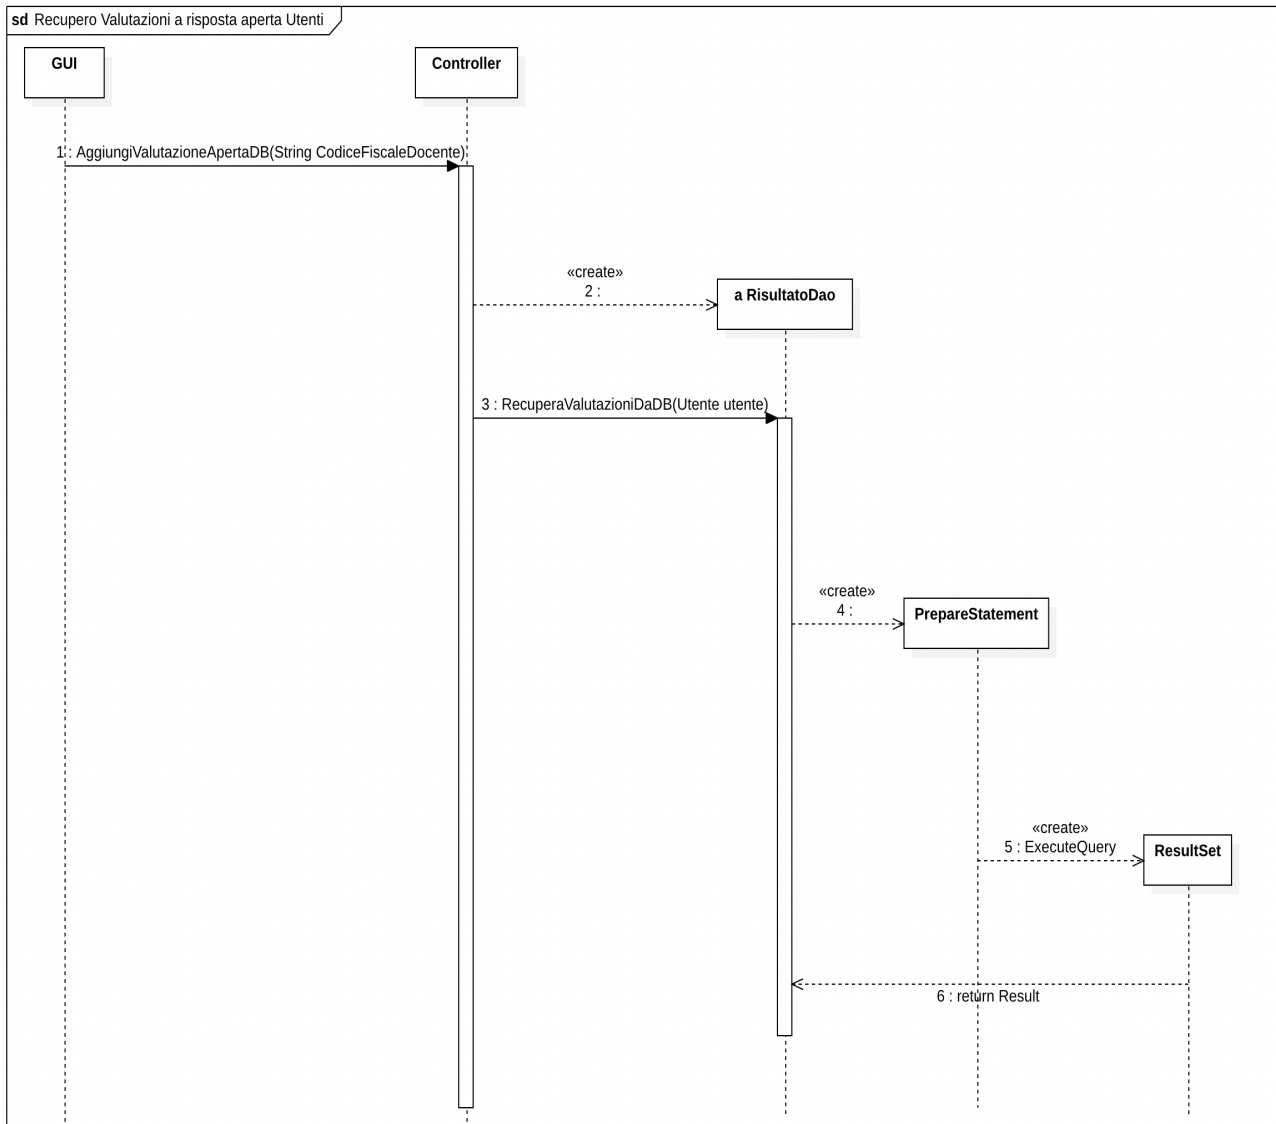 sd Recupero Valutazioni a risposta aperta Utenti
GUI
Controller
1 : AggiungiValutazioneApertaDB(String CodiceFiscaleDocente)
«create»
2 :
a RisultatoDao
3 : RecuperaValutazioniDaDB(Utente utente)
«create»
4 :
PrepareStatement
«create»
5 : ExecuteQuery
ResultSet
6 : return Result